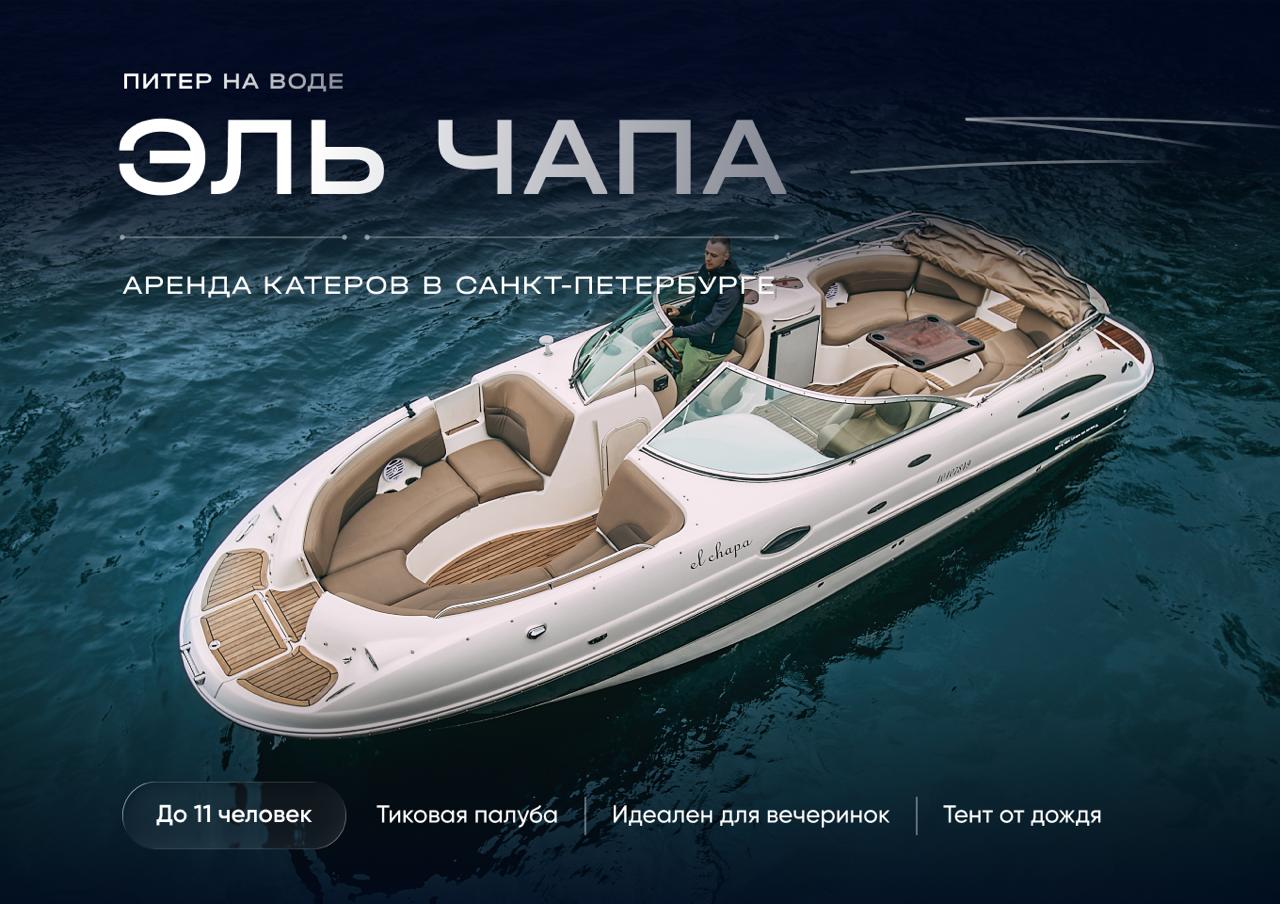 ПИТЕР НА ВОДЕ
ЭЛЬ ЧАПА
АРЕНДА КАТЕРОВ В САНКТ-ПЕТЕРБУРГЕ
el chapa
До 11 человек
Тиковая палуба
Идеален для вечеринок
Тент от дождя